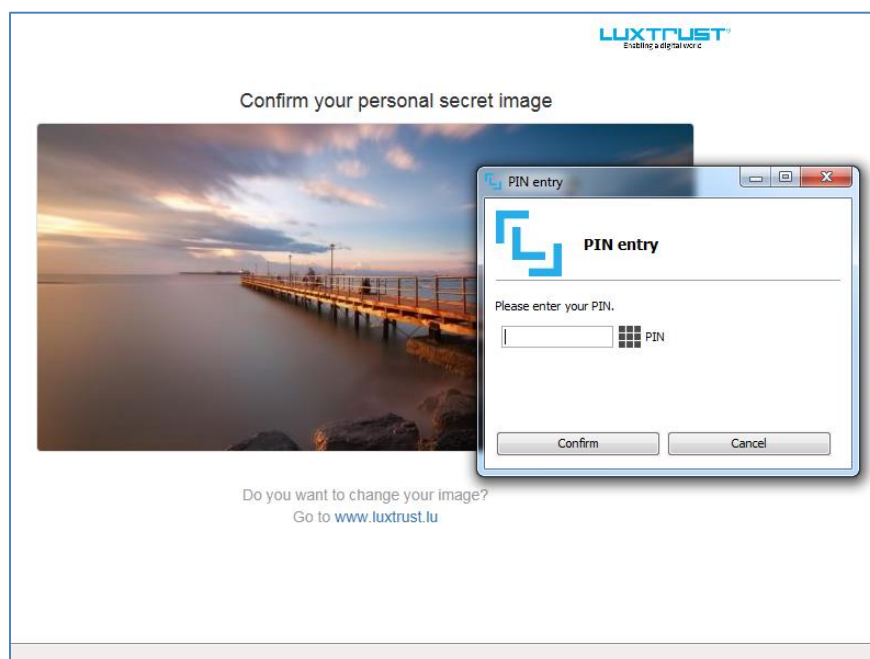 LUXTRUST
Enabling a digital world
Confirm your personal secret image
PIN entry
PIN entry
Please enter your PIN.
PIN
Confirm
Cancel
Do you want to change your image?
Go to www.luxtrust.lu